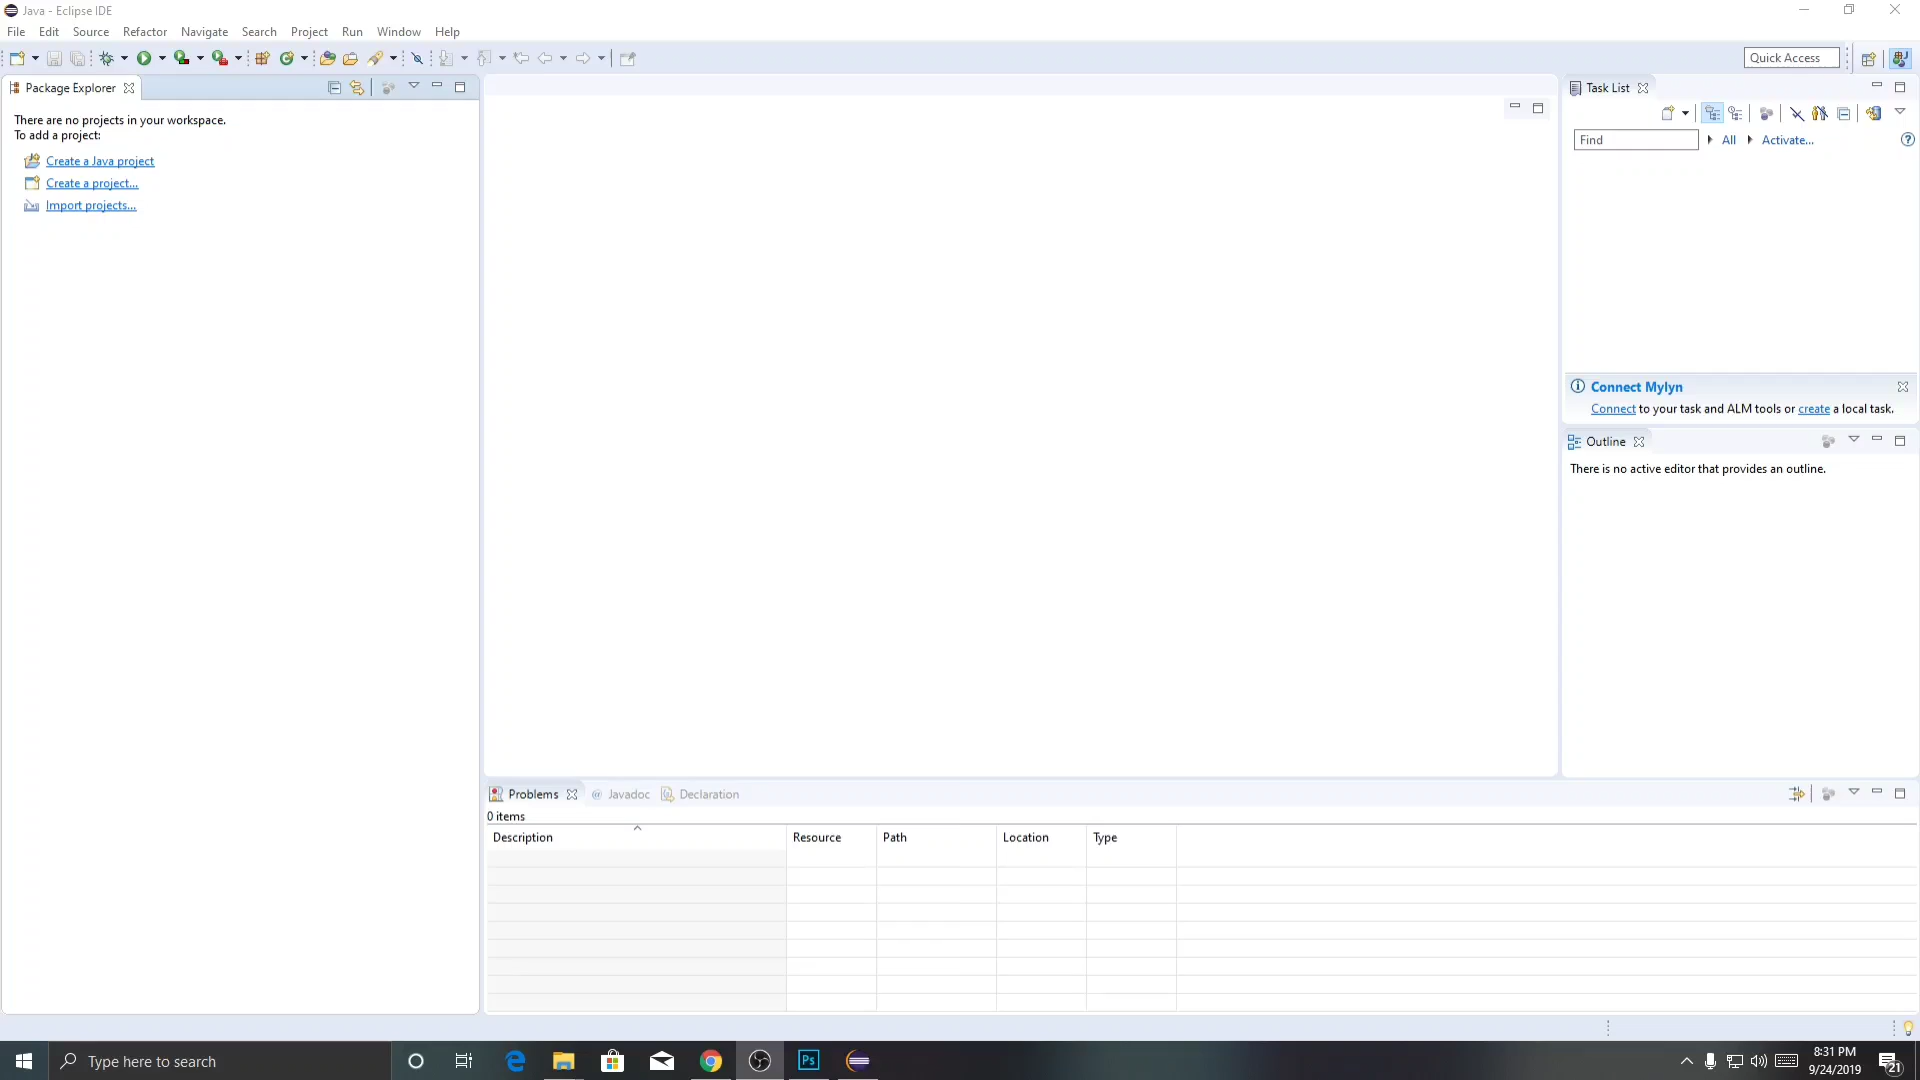 Java - Eclipse IDE
File Edit Source Refactor Navigate Search Project Run Window Help
Quick Access
Package Explorer
There are no projects in your workspace.
To add a project:
Create a Java project
Create a project...
Import projects...
Task List
Find All Activate...
Connect Mylyn
Connect to your task and ALM tools or create a local task.
Outline
There is no active editor that provides an outline.
Problems @ Javadoc Declaration
0 items
Description Resource Path Location Type
Type here to search
Ps
8:31 PM
9/24/2019
21